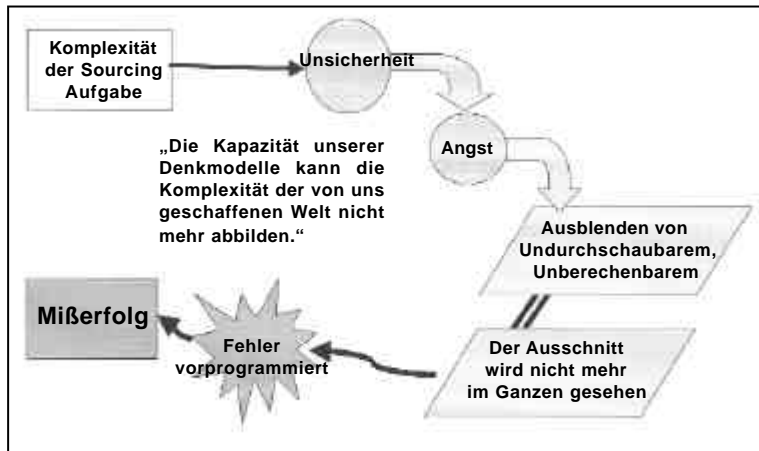 Komplexität
der Sourcing
Aufgabe
Unsicherheit
Angst
„Die Kapazität unserer
Denkmodelle kann die
Komplexität der von uns
geschaffenen Welt nicht
mehr abbilden.“
Ausblenden von
Undurchschaubarem,
Unberechenbarem
Der Ausschnitt
wird nicht mehr
im Ganzen gesehen
Fehler
vorprogrammiert
Mißerfolg